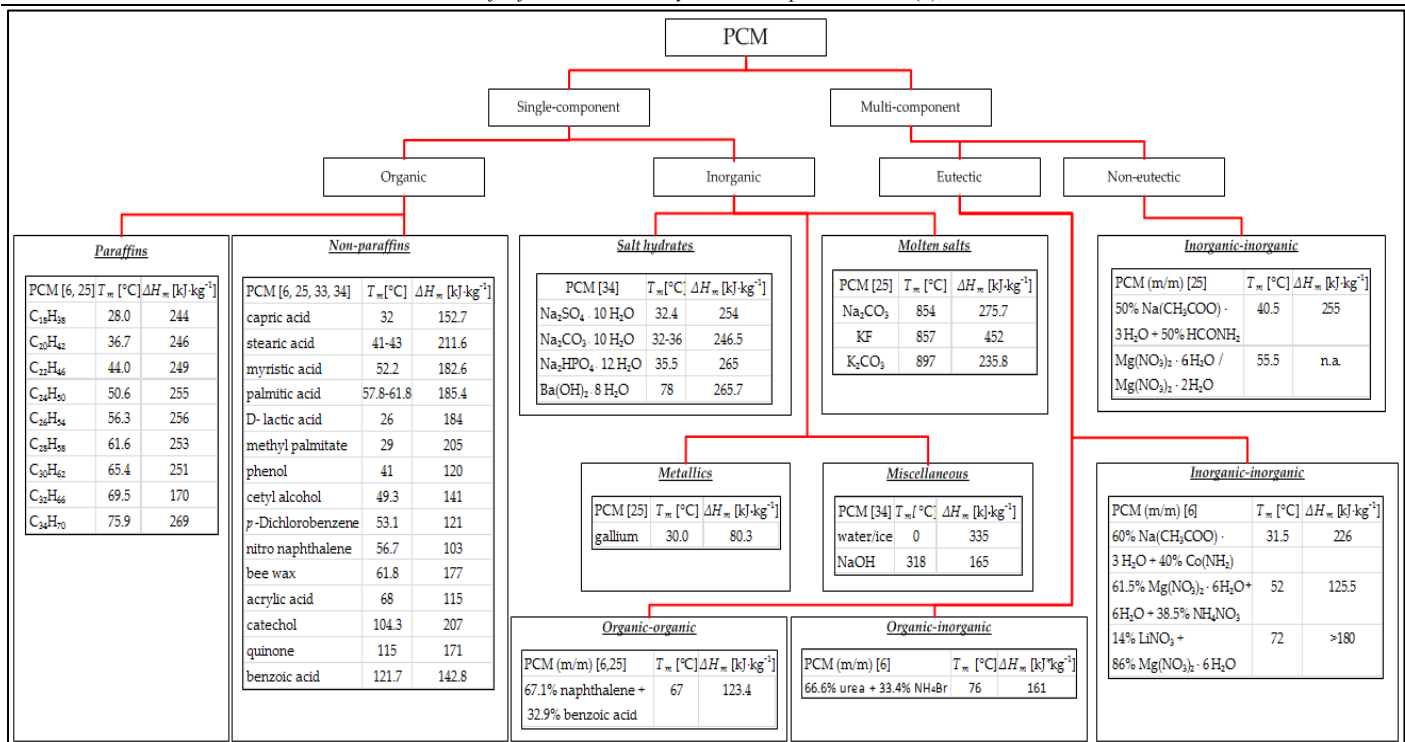 PCM
Single-component
Multi-component
Organic
Inorganic
Eutectic
Non-eutectic
Paraffins
PCM [6, 25] Tm [°C] ΔHm [kJ·kg⁻¹]
C₁₈H₃₈ 28.0 244
C₂₀H₄₂ 36.7 246
C₂₂H₄₆ 44.0 249
C₂₄H₅₀ 50.6 255
C₂₆H₅₄ 56.3 256
C₂₈H₅₈ 61.6 253
C₃₀H₆₂ 65.4 251
C₃₂H₆₆ 69.5 170
C₃₄H₇₀ 75.9 269
Non-paraffins
PCM [6, 25, 33, 34] Tm[°C] ΔHm [kJ·kg⁻¹]
capric acid 32 152.7
stearic acid 41-43 211.6
myristic acid 52.2 182.6
palmitic acid 57.8-61.8 185.4
D- lactic acid 26 184
methyl palmitate 29 205
phenol 41 120
cetyl alcohol 49.3 141
p-Dichlorobenzene 53.1 121
nitro naphthalene 56.7 103
bee wax 61.8 177
acrylic acid 68 115
catechol 104.3 207
quinone 115 171
benzoic acid 121.7 142.8
Salt hydrates
PCM [34] Tm[°C] ΔHm [kJ·kg⁻¹]
Na₂SO₄ · 10 H₂O 32.4 254
Na₂CO₃ · 10 H₂O 32-36 246.5
Na₂HPO₄ · 12 H₂O 35.5 265
Ba(OH)₂ · 8 H₂O 78 265.7
Molten salts
PCM [25] Tm [°C] ΔHm [kJ·kg⁻¹]
Na₂CO₃ 854 275.7
KF 857 452
K₂CO₃ 897 235.8
Inorganic-inorganic
PCM (m/m) [25] Tm [°C] ΔHm [kJ·kg⁻¹]
50% Na(CH₃COO) · 40.5 255
3 H₂O + 50% HCONH₂
Mg(NO₃)₂ · 6 H₂O / 55.5 n.a.
Mg(NO₃)₂ · 2 H₂O
Metallics
PCM [25] Tm [°C] ΔHm [kJ·kg⁻¹]
gallium 30.0 80.3
Miscellaneous
PCM [34] Tm[°C] ΔHm [kJ·kg⁻¹]
water/ice 0 335
NaOH 318 165
Inorganic-inorganic
PCM (m/m) [6] Tm [°C] ΔHm [kJ·kg⁻¹]
60% Na(CH₃COO) · 31.5 226
3 H₂O + 40% Co(NH₂)
61.5% Mg(NO₃)₂ · 6H₂O+ 52 125.5
6H₂O + 38.5% NH₄NO₃
14% LiNO₃ + 72 >180
86% Mg(NO₃)₂ · 6 H₂O
Organic-organic
PCM (m/m) [6,25] Tm [°C] ΔHm [kJ·kg⁻¹]
67.1% naphthalene + 67 123.4
32.9% benzoic acid
Organic-inorganic
PCM (m/m) [6] Tm [°C] ΔHm [kJ*kg⁻¹]
66.6% urea + 33.4% NH₄Br 76 161